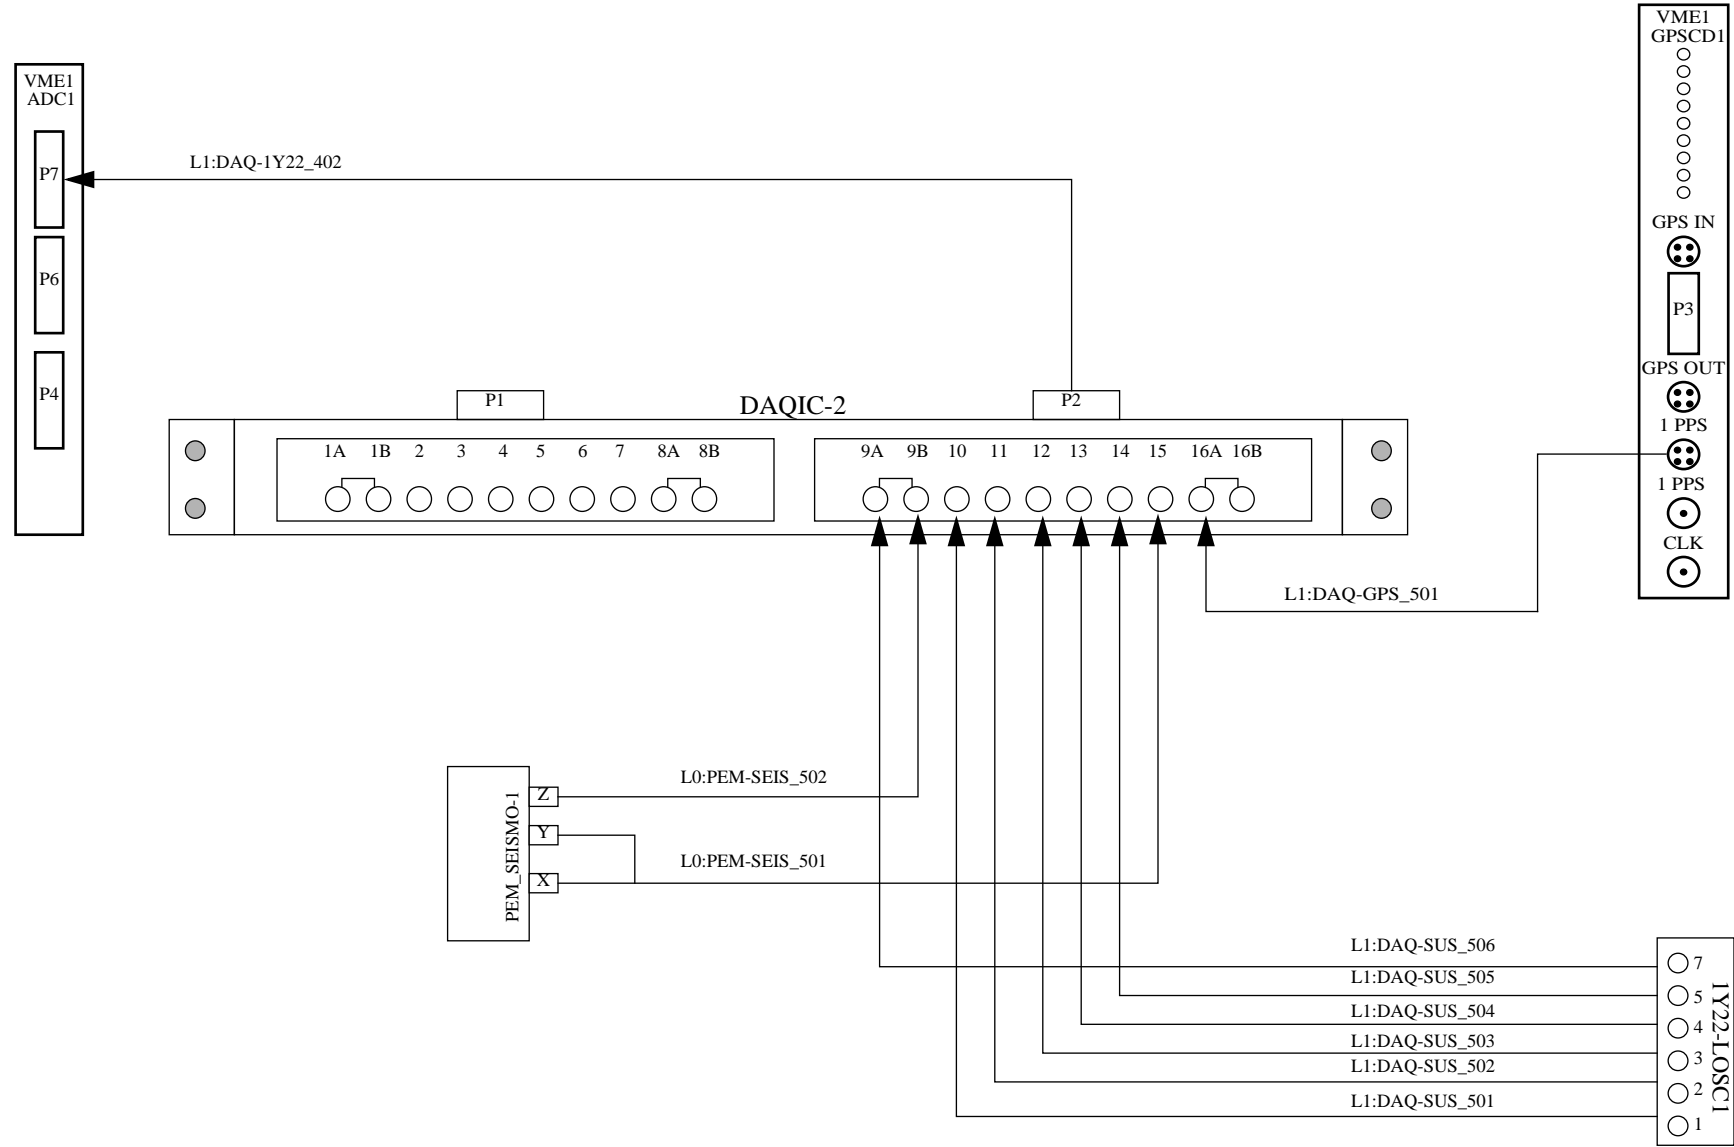 VME1
GPSCD1
VME1
ADC1
L1:DAQ-1Y22_402
P7
GPS IN
P6
P3
GPS OUT
P4
P1
DAQIC-2
P2
1 PPS
1A 1B 2 3 4 5 6 7 8A 8B
9A 9B 10 11 12 13 14 15 16A 16B
1 PPS
CLK
L1:DAQ-GPS_501
L0:PEM-SEIS_502
Z
Y
X
PEM_SEISMO-1
L0:PEM-SEIS_501
L1:DAQ-SUS_506
7
L1:DAQ-SUS_505
5
L1:DAQ-SUS_504
4
L1:DAQ-SUS_503
3
L1:DAQ-SUS_502
2
L1:DAQ-SUS_501
1
1Y22-LOSC1